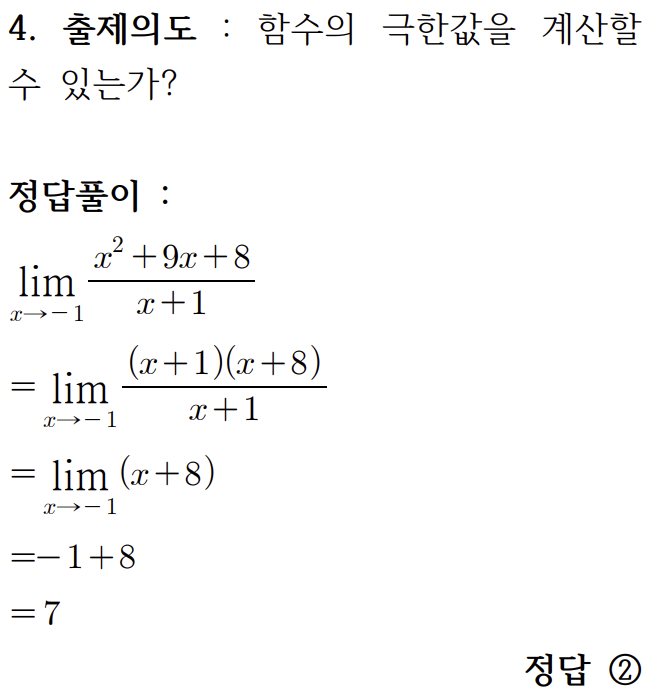 4. 출제의도 : 함수의 극한값을 계산할
수 있는가?
정답풀이 :
$\lim_{x \to -1} \frac{x^2+9x+8}{x+1}$
$= \lim_{x \to -1} \frac{(x+1)(x+8)}{x+1}$
$= \lim_{x \to -1} (x+8)$
$=-1+8$
$=7$
정답 ②